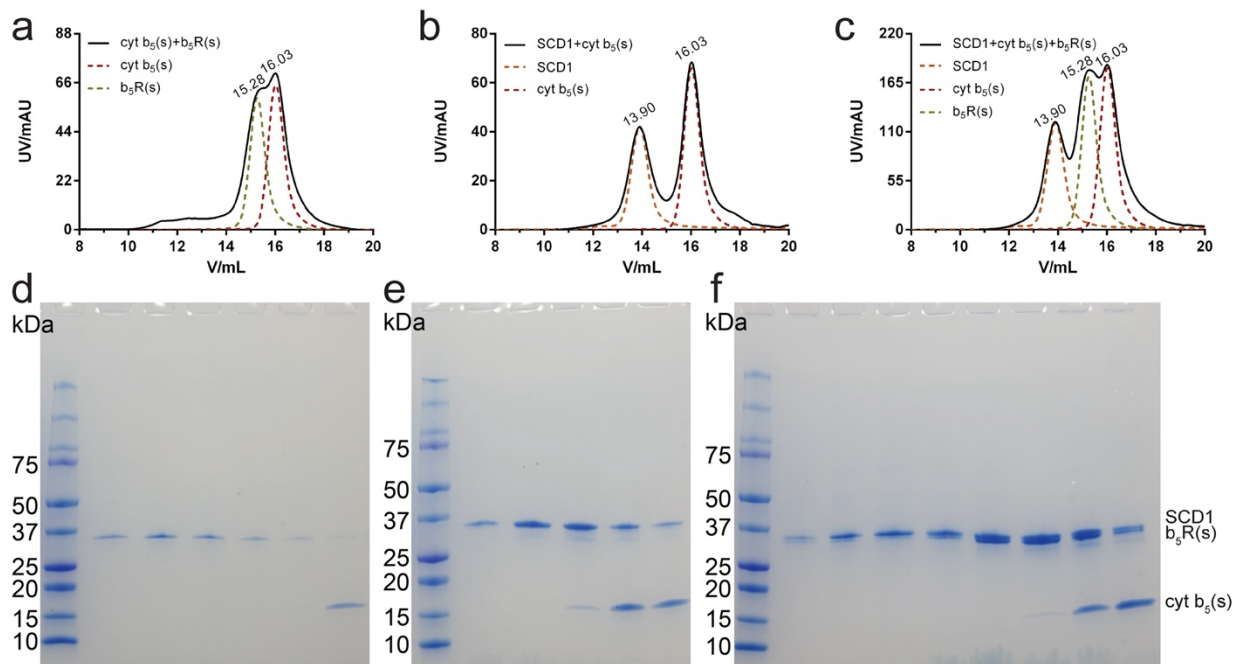 a
88
66
44
22
0
UV/mAU
cyt b₅(s)+b₅R(s)
cyt b₅(s)
b₅R(s)
15.28
16.03
8 10 12 14 16 18 20
V/mL
b
80
60
40
20
0
UV/mAU
SCD1+cyt b₅(s)
SCD1
cyt b₅(s)
13.90
16.03
8 10 12 14 16 18 20
V/mL
c
220
165
110
55
0
UV/mAU
SCD1+cyt b₅(s)+b₅R(s)
SCD1
cyt b₅(s)
b₅R(s)
13.90
15.28
16.03
8 10 12 14 16 18 20
V/mL
d
kDa
75
50
37
25
20
15
10
e
kDa
75
50
37
25
20
15
10
f
kDa
75
50
37
25
20
15
10
SCD1
b₅R(s)
cyt b₅(s)